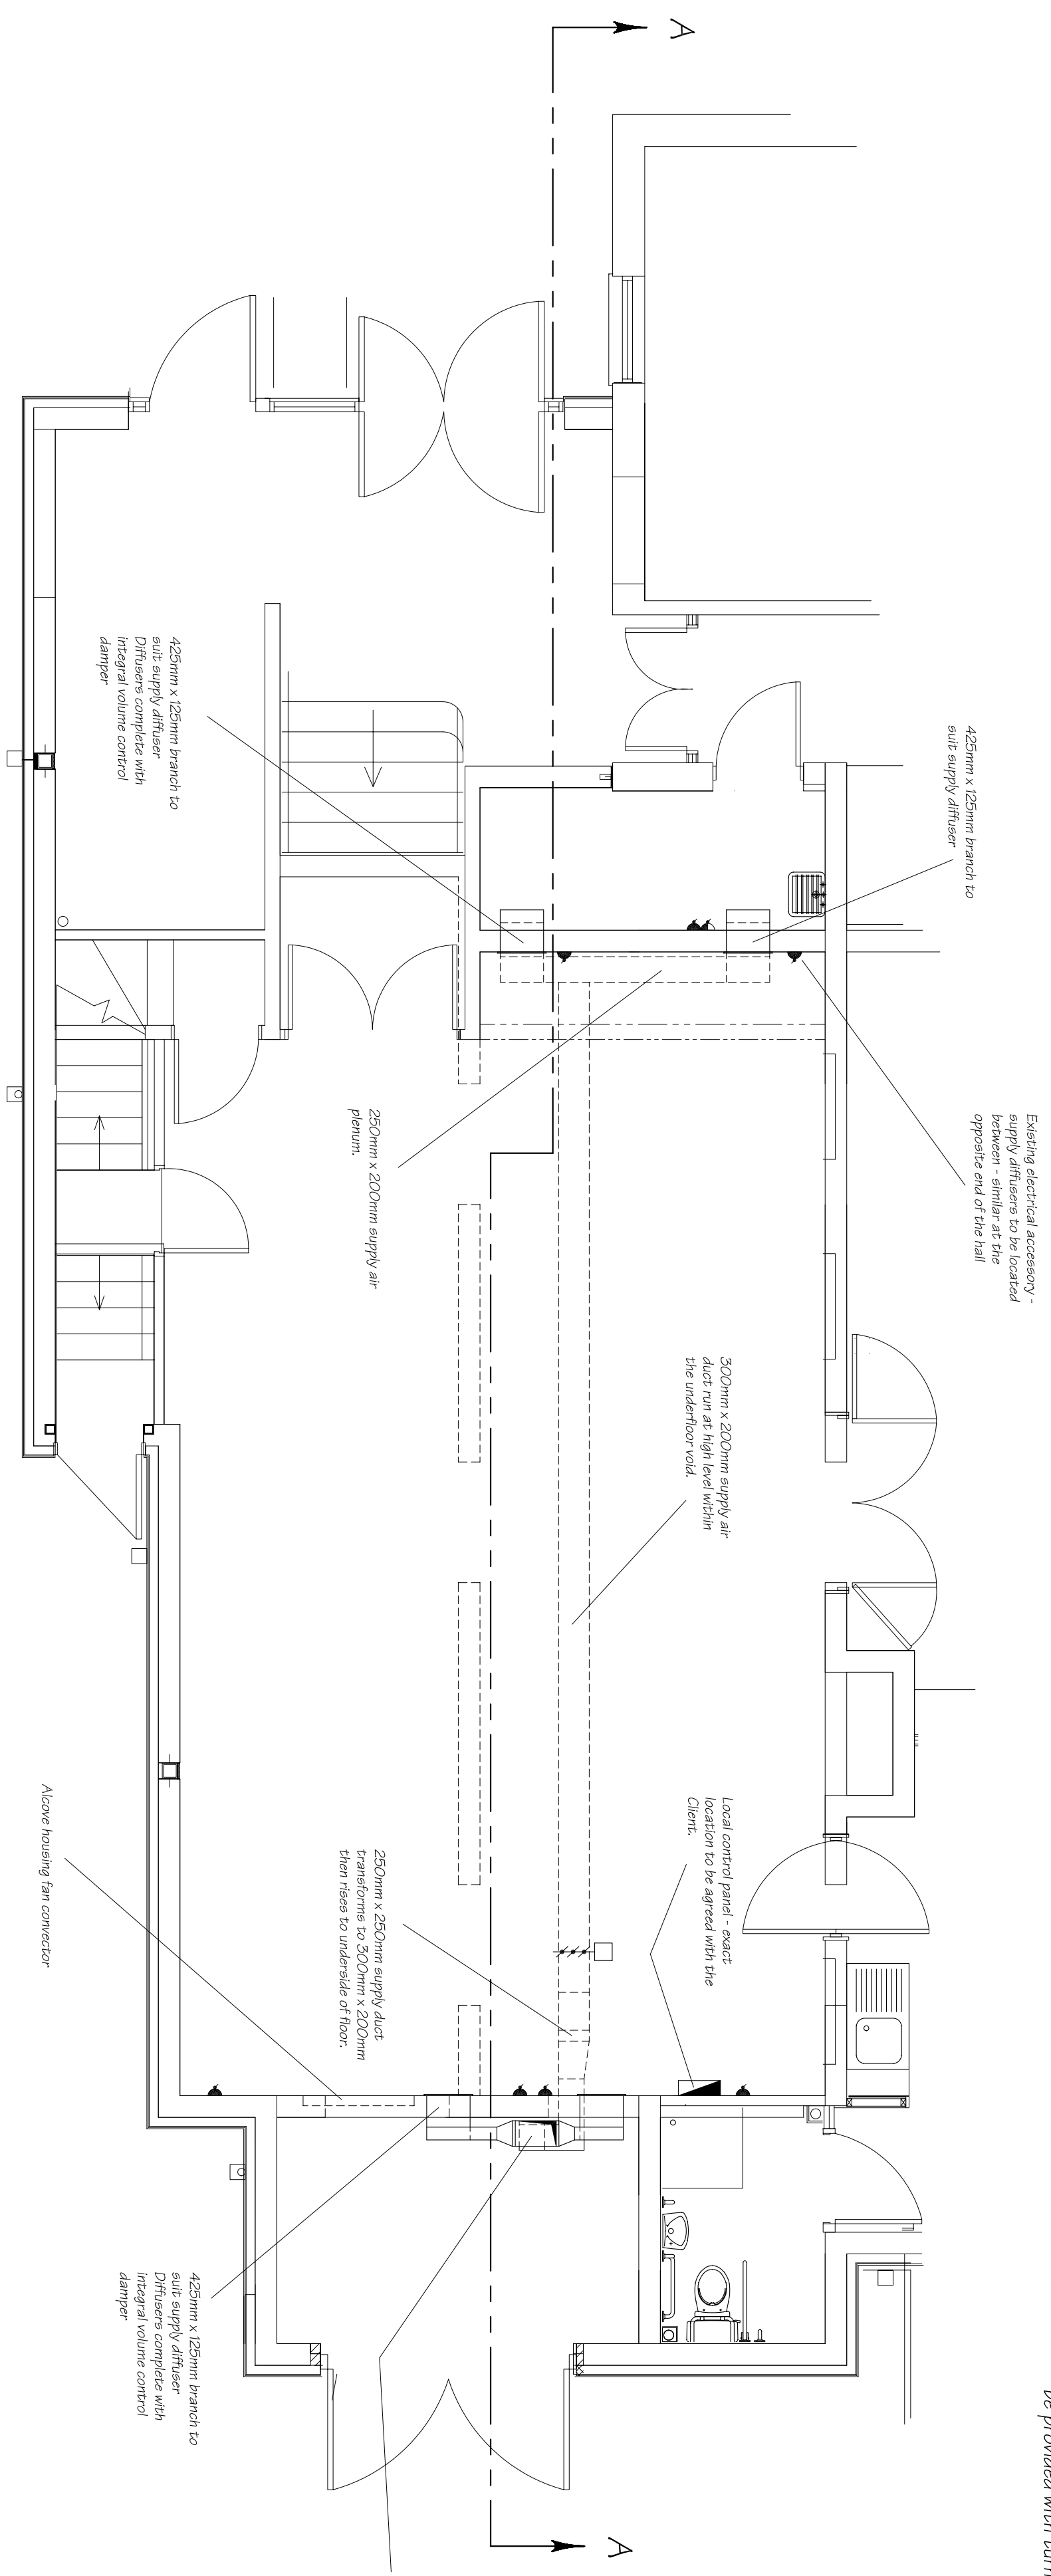 A
425mm x 125mm branch to
suit supply diffuser
Existing electrical accessory -
supply diffusers to be located
between - similar at the
opposite end of the hall
be provided with
425mm x 125mm branch to
suit supply diffuser
Diffusers complete with
integral volume control
damper
250mm x 200mm supply air
plenum.
300mm x 200mm supply air
duct run at high level within
the underfloor void.
Local control panel - exact
location to be agreed with the
Client.
250mm x 250mm supply duct
transforms to 300mm x 200mm
then rises to underside of floor.
Alcove housing fan convector
425mm x 125mm branch to
suit supply diffuser
Diffusers complete with
integral volume control
damper
A